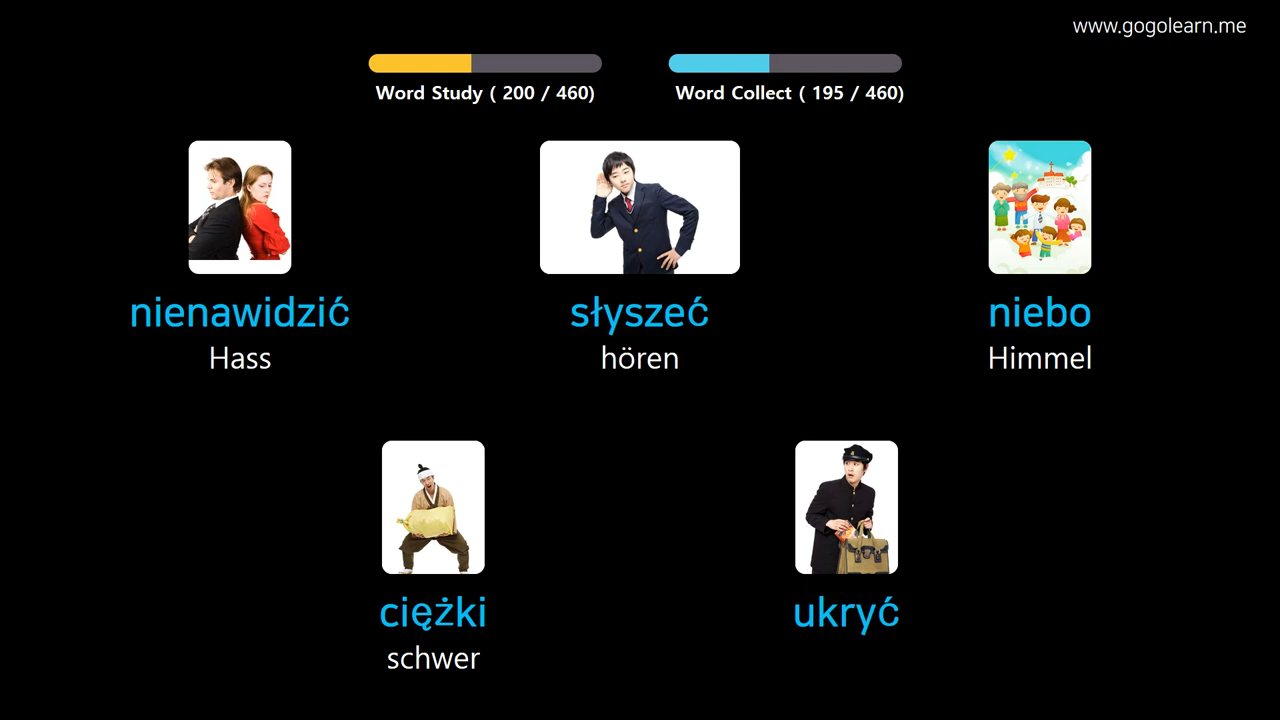 www.gogolearn.me
Word Study ( 200 / 460)
Word Collect ( 195 / 460)
nienawidzić
Hass
słyszeć
hören
niebo
Himmel
ciężki
schwer
ukryć